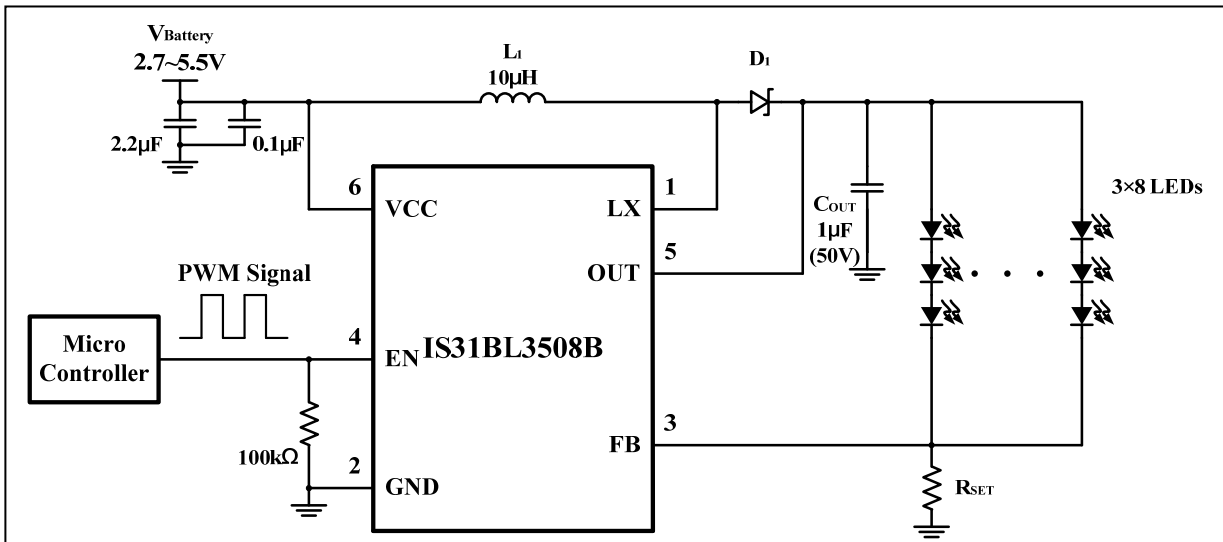 VBattery
2.7~5.5V
L1
10μH
D1
2.2μF
0.1μF
6
VCC
1
LX
COUT
1μF
(50V)
3×8 LEDs
5
OUT
PWM Signal
Micro
Controller
4
EN
IS31BL3508B
3
FB
100kΩ
2
GND
RSET